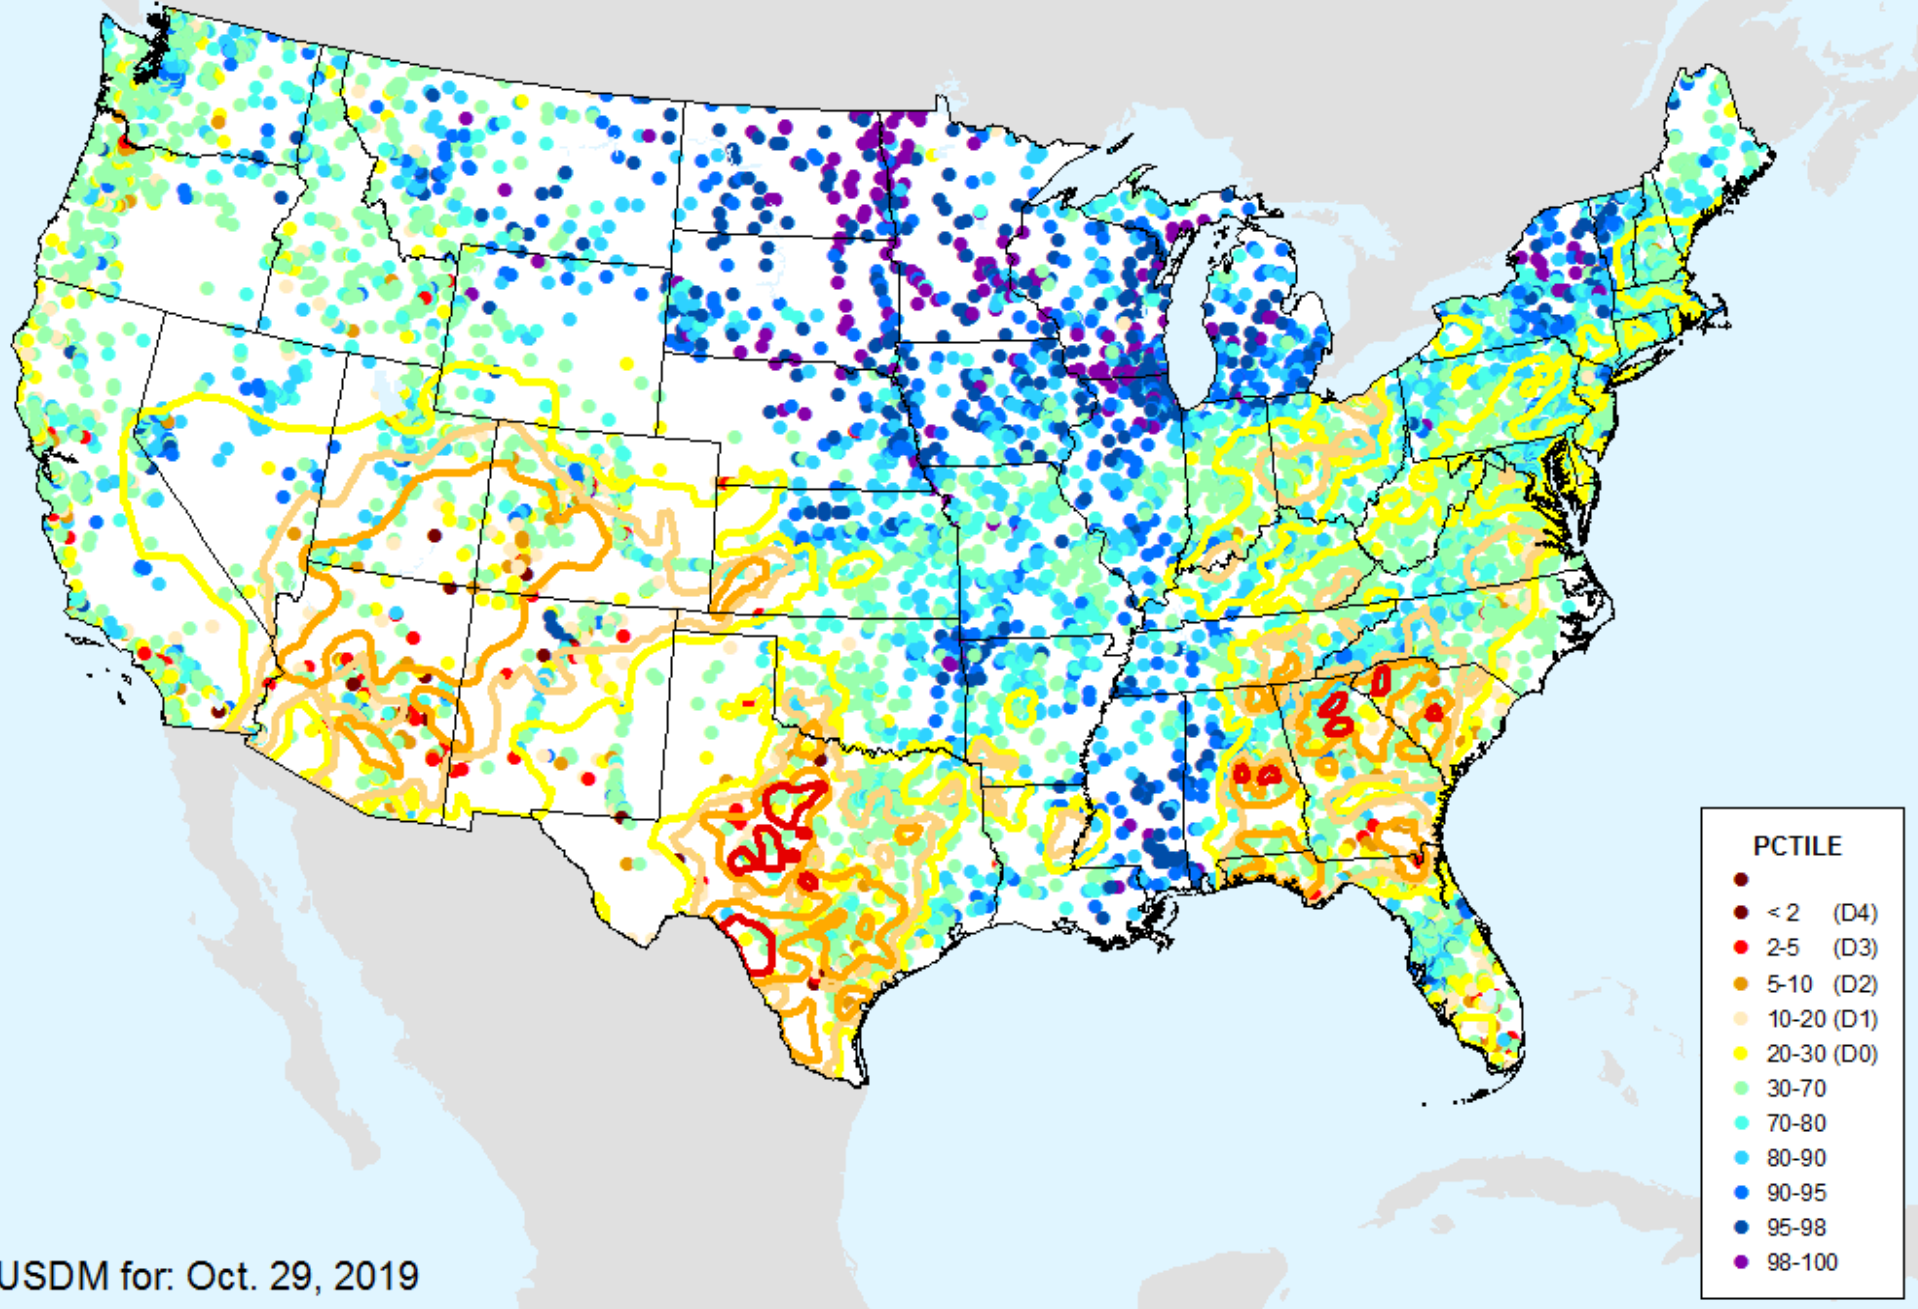 PCTILE
< 2 (D4)
2-5 (D3)
5-10 (D2)
10-20 (D1)
20-30 (D0)
30-70
70-80
80-90
90-95
95-98
98-100
USDM for: Oct. 29, 2019